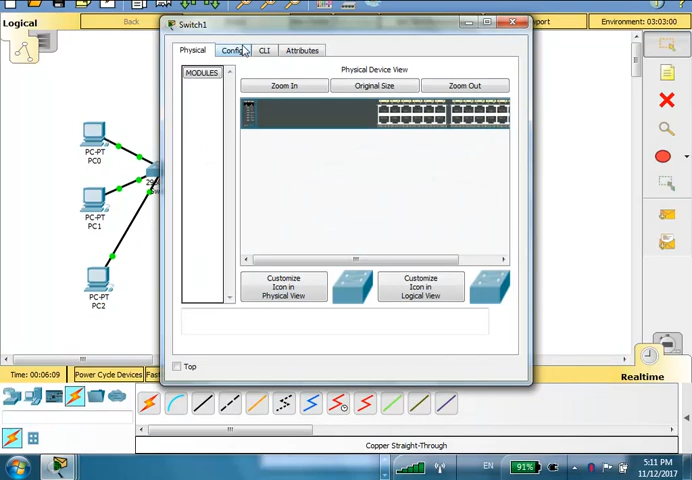 Switch1
Logical
Environment: 03:03:00
Physical
Config
CLI
Attributes
MODULES
Physical Device View
Zoom In
Original Size
Zoom Out
PC-PT
PC0
PC-PT
PC1
PC-PT
PC2
Customize
Icon in
Physical View
Customize
Icon in
Logical View
Top
Time: 00:06:09
Power Cycle Devices
Realtime
Copper Straight-Through
EN
91%
5:11 PM
11/12/2017